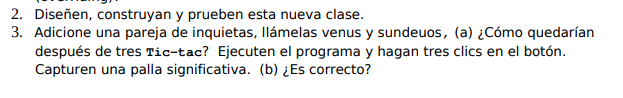 2. Diseñen, construyan y prueben esta nueva clase.
3. Adicione una pareja de inquietas, llámelas venus y sundeuos, (a) ¿Cómo quedarían
después de tres Tic-tac? Ejecuten el programa y hagan tres clics en el botón.
Capturen una palla significativa. (b) ¿Es correcto?